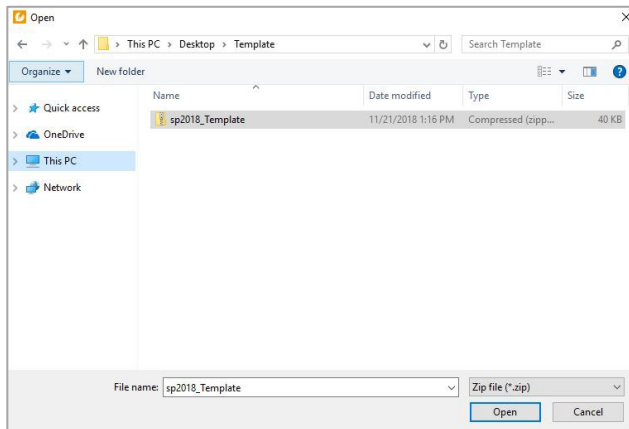 Open
This PC > Desktop > Template
Search Template
Organize
New folder
Name
Date modified
Type
Size
Quick access
sp2018_Template
11/21/2018 1:16 PM
Compressed (zipp...
40 KB
OneDrive
This PC
Network
File name:
sp2018_Template
Zip file (*.zip)
Open
Cancel